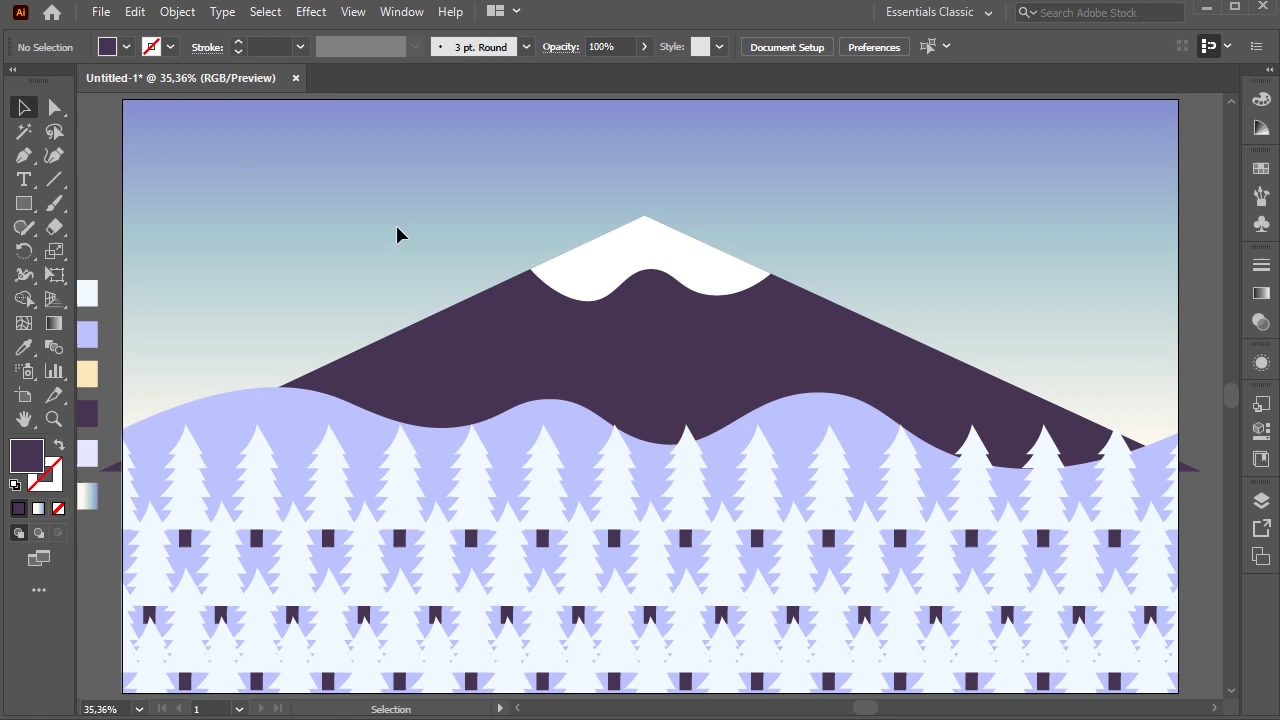 Ai File Edit Object Type Select Effect View Window Help Essentials Classic Search Adobe Stock
No Selection Stroke: 3 pt. Round Opacity: 100% Style: Document Setup Preferences
Untitled-1* @ 35,36% (RGB/Preview) ×
35,36% 1 Selection